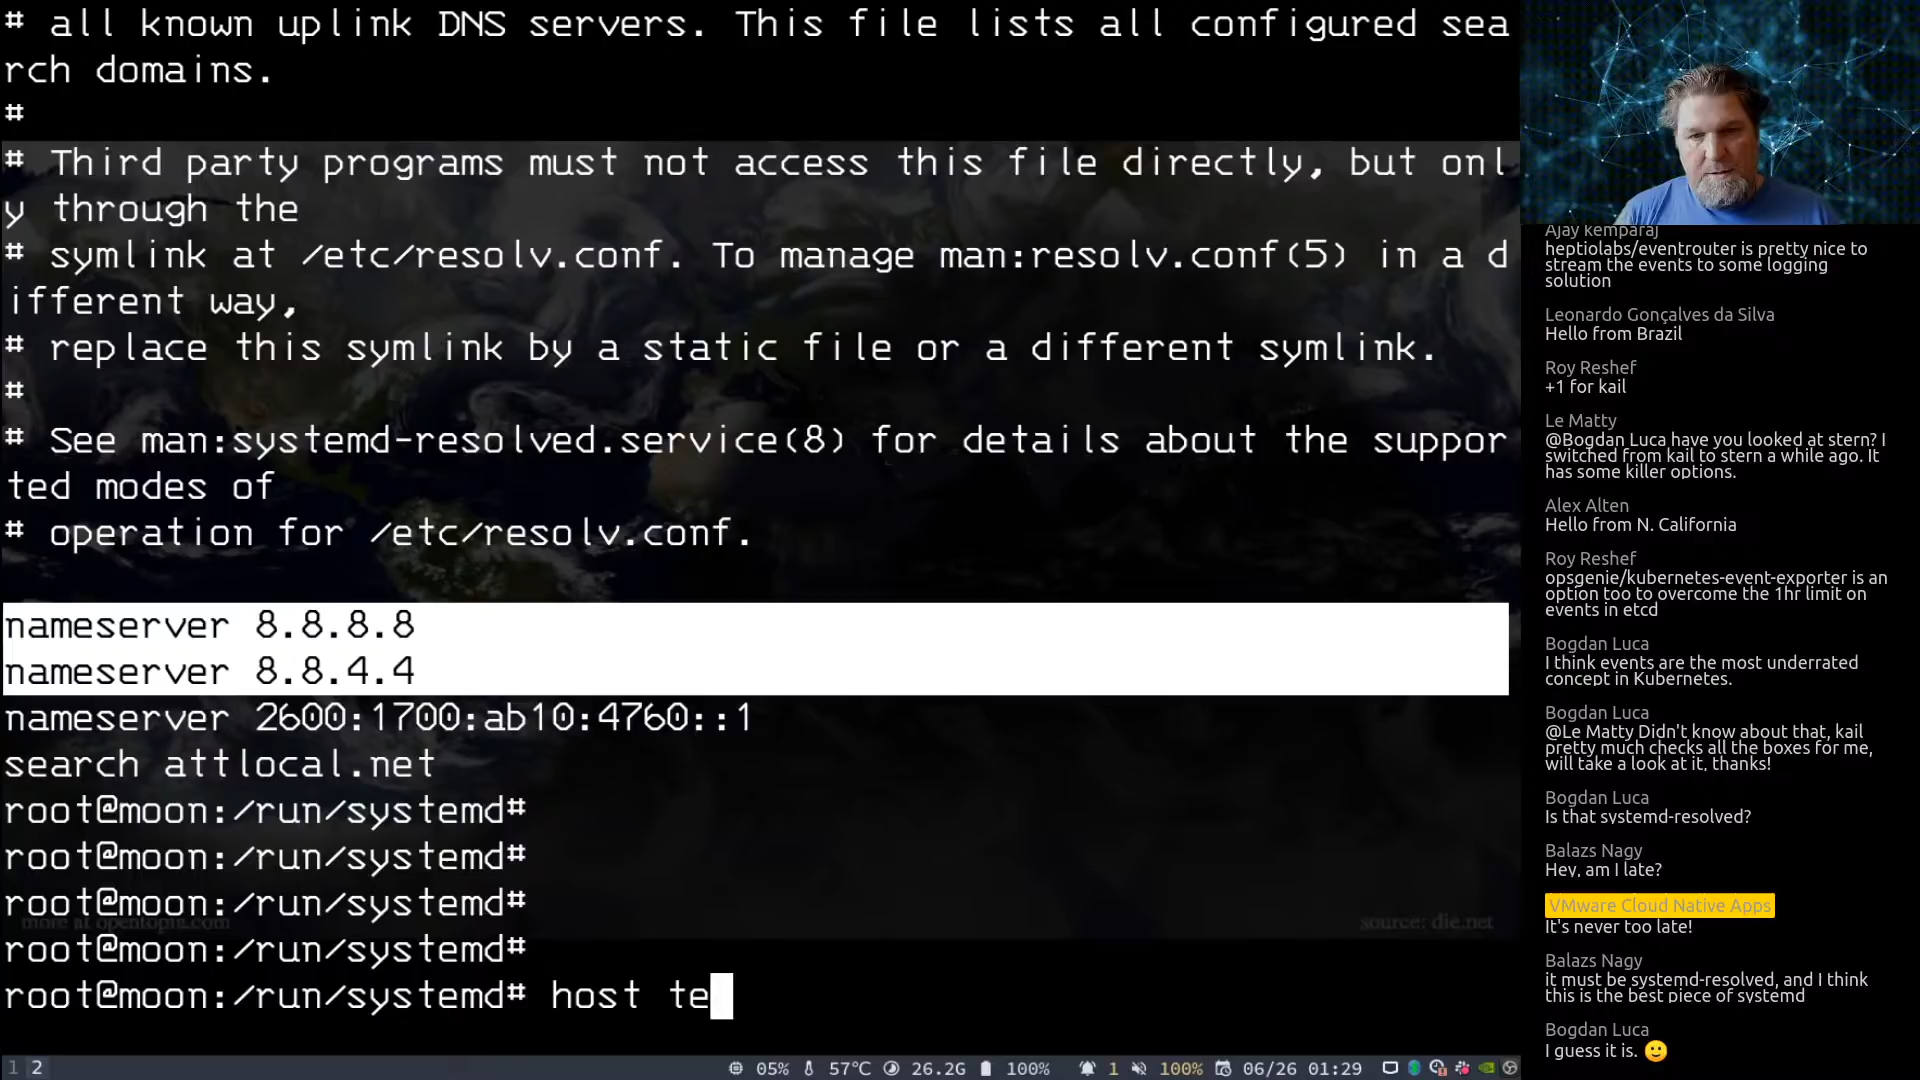 # all known uplink DNS servers. This file lists all configured sea
rch domains.
#
# Third party programs must not access this file directly, but onl
y through the
# symlink at /etc/resolv.conf. To manage man:resolv.conf(5) in a d
ifferent way,
# replace this symlink by a static file or a different symlink.
#
# See man:systemd-resolved.service(8) for details about the suppor
ted modes of
# operation for /etc/resolv.conf.
nameserver 8.8.8.8
nameserver 8.8.4.4
nameserver 2600:1700:ab10:4760::1
search attlocal.net
root@moon:/run/systemd#
root@moon:/run/systemd#
root@moon:/run/systemd#
more at opentopia.com
source: die.net
root@moon:/run/systemd#
root@moon:/run/systemd# host te
1 2
05% 57°C 26.2G 100% 1 100% 06/26 01:29
Ajay kemparaj
heptiolabs/eventrouter is pretty nice to
stream the events to some logging
solution
Leonardo Gonçalves da Silva
Hello from Brazil
Roy Reshef
+1 for kail
Le Matty
@Bogdan Luca have you looked at stern? I
switched from kail to stern a while ago. It
has some killer options.
Alex Alten
Hello from N. California
Roy Reshef
opsgenie/kubernetes-event-exporter is an
option too to overcome the 1hr limit on
events in etcd
Bogdan Luca
I think events are the most underrated
concept in Kubernetes.
Bogdan Luca
@Le Matty Didn't know about that, kail
pretty much checks all the boxes for me,
will take a look at it, thanks!
Bogdan Luca
Is that systemd-resolved?
Balazs Nagy
Hey, am I late?
VMware Cloud Native Apps
It's never too late!
Balazs Nagy
it must be systemd-resolved, and I think
this is the best piece of systemd
Bogdan Luca
I guess it is. 🙂